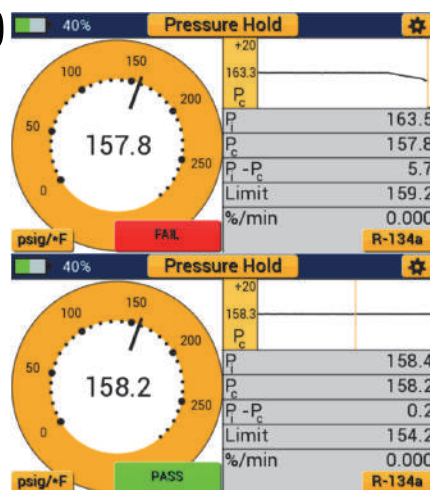 )
40% Pressure Hold
+20
163.3
Pc
0
50
100
150
200
250
157.8
Pi 163.5
Pc 157.8
Pi -Pc 5.7
Limit 159.2
%/min 0.000
psig/°F FAIL R-134a
40% Pressure Hold
+20
158.3
Pc
0
50
100
150
200
250
158.2
Pi 158.4
Pc 158.2
Pi -Pc 0.2
Limit 154.2
%/min 0.000
psig/°F PASS R-134a